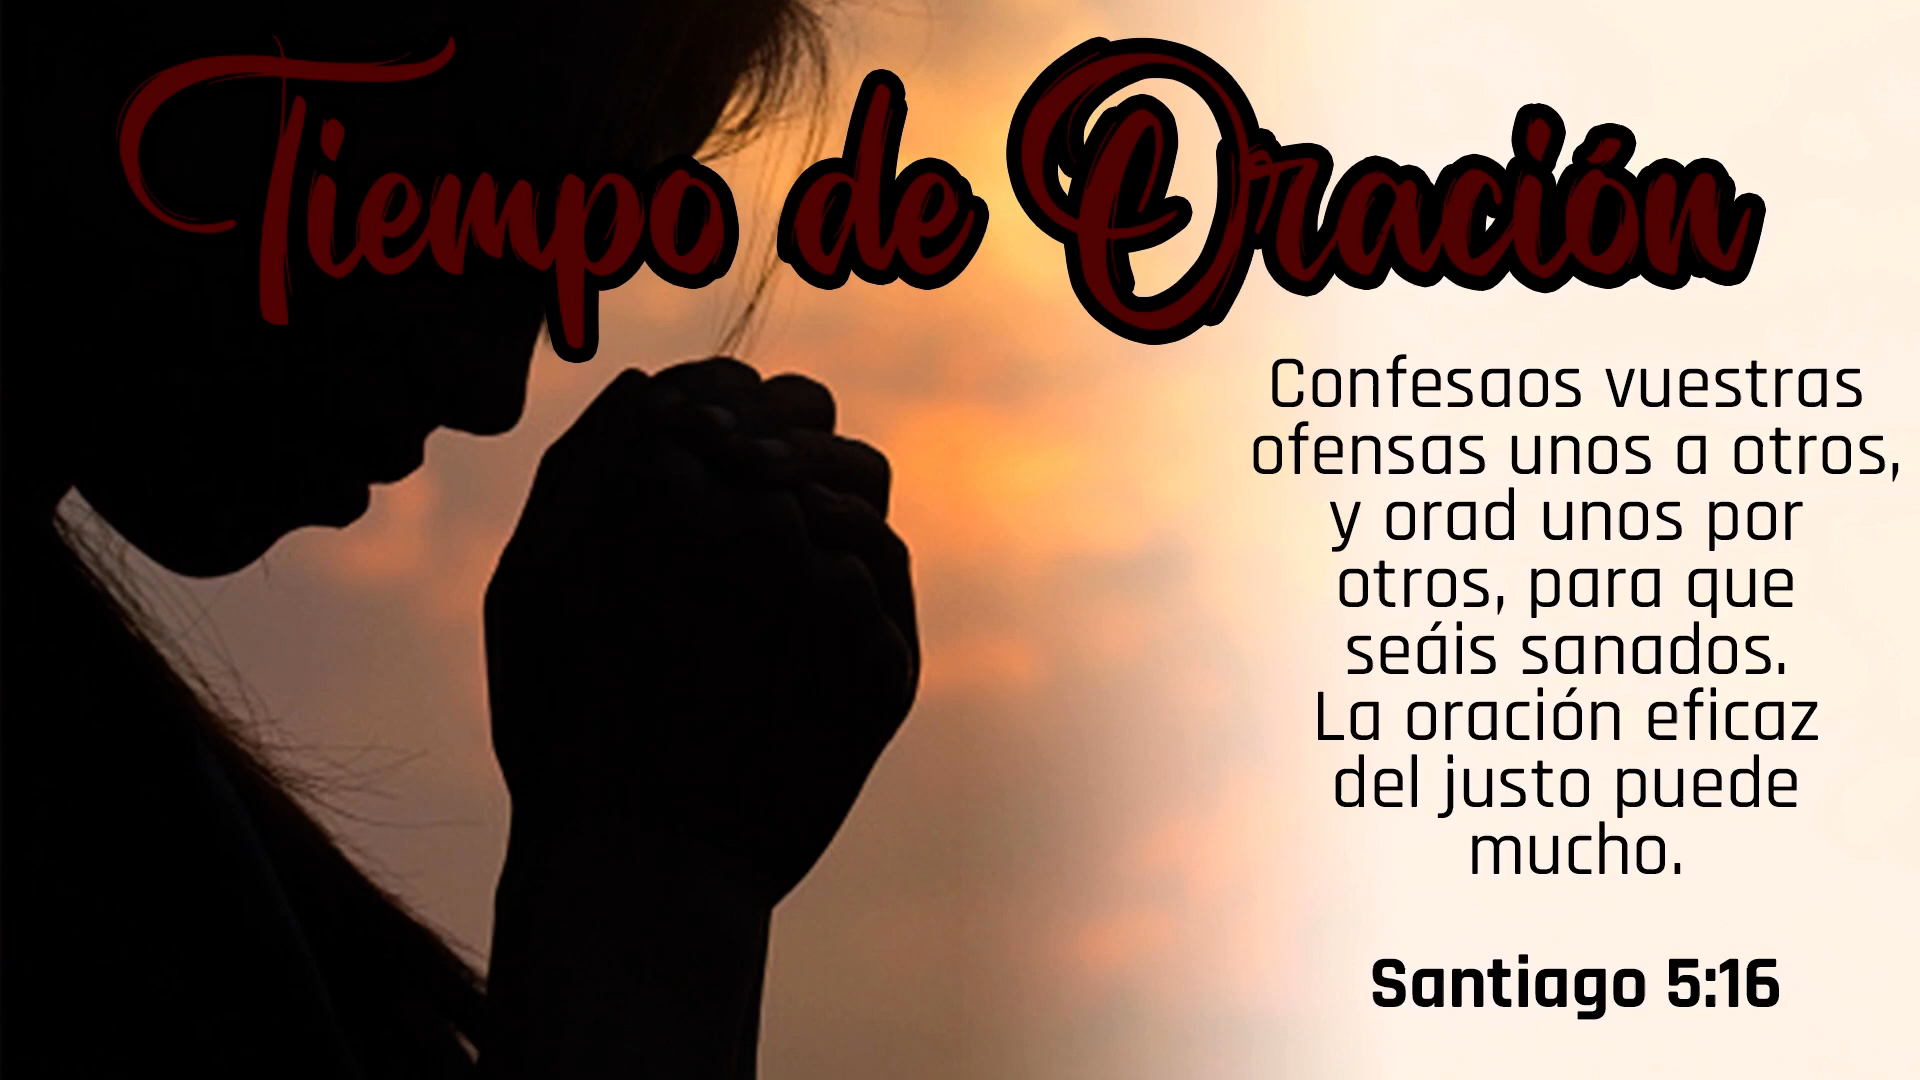 Tiempo de Oración
Confesaos vuestras
ofensas unos a otros,
y orad unos por
otros, para que
seáis sanados.
La oración eficaz
del justo puede
mucho.
Santiago 5:16